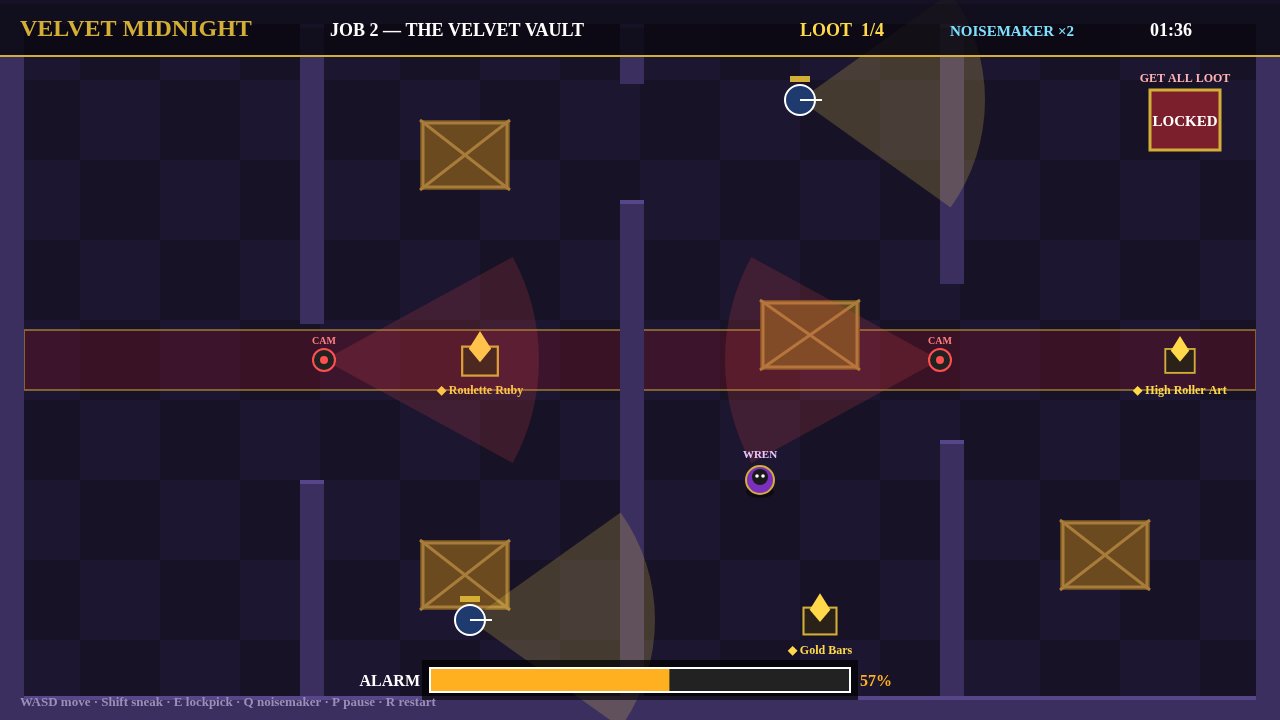 VELVET MIDNIGHT
JOB 2 — THE VELVET VAULT
LOOT 1/4
NOISEMAKER ×2
01:36
GET ALL LOOT
LOCKED
CAM
CAM
◆ Roulette Ruby
◆ High Roller Art
WREN
◆ Gold Bars
ALARM
57%
WASD move · Shift sneak · E lockpick · Q noisemaker · P pause · R restart